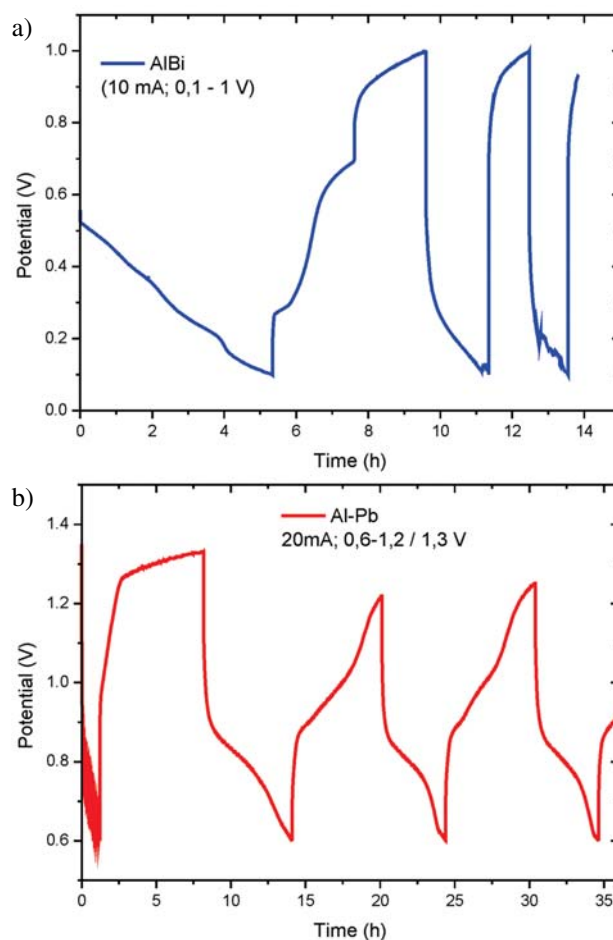 a)
AlBi
(10 mA; 0,1 - 1 V)
Potential (V)
1.0
0.8
0.6
0.4
0.2
0.0
0 2 4 6 8 10 12 14
Time (h)
b)
Al-Pb
20mA; 0,6-1,2 / 1,3 V
Potential (V)
1.4
1.2
1.0
0.8
0.6
0 5 10 15 20 25 30 35
Time (h)